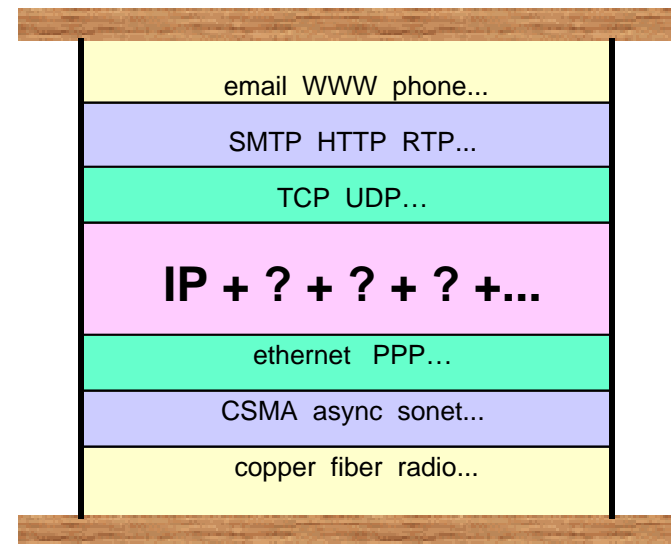 email WWW phone...
SMTP HTTP RTP...
TCP UDP…
IP + ? + ? + ? +...
ethernet PPP…
CSMA async sonet...
copper fiber radio...